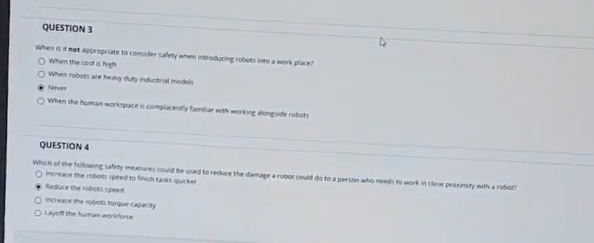 QUESTION 3
When is it not appropriate to consider safety when introducing robots into a work place?
When the cost is high
When robots are heavy duty industrial models
Never
When the human workspace is complacently familiar with working alongside robots
QUESTION 4
Which of the following safety measures could be used to reduce the damage a robot could do to a person who needs to work in close proximity with a robot?
Increase the robots speed to finish tasks quicker
Reduce the robots speed
Increase the robots torque capacity
Layoff the human workforce